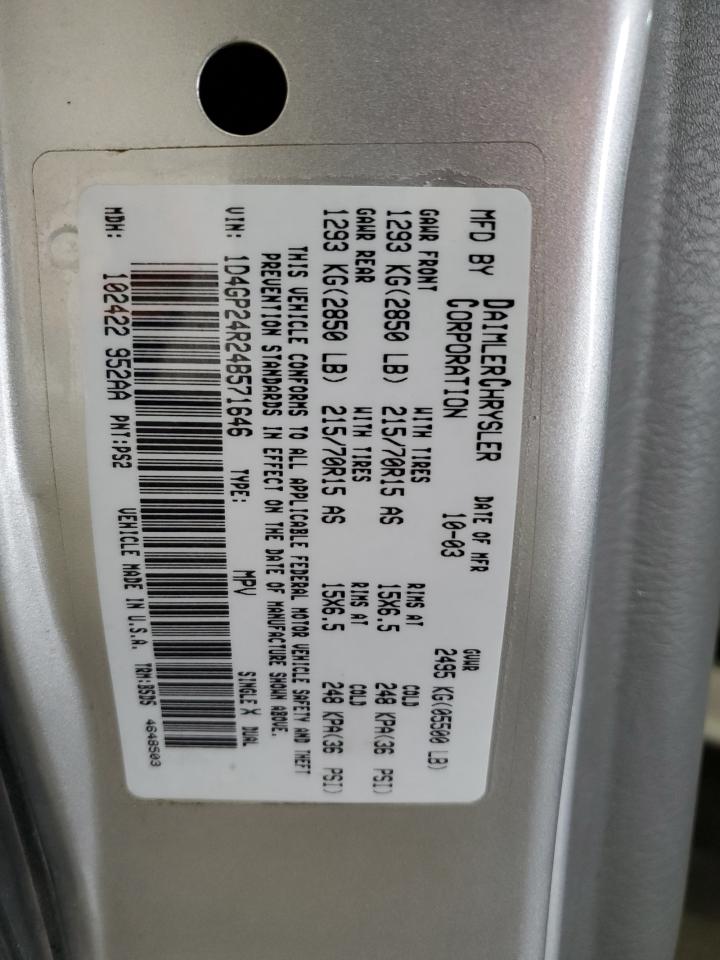 MFD BY DAIMLERCHRYSLER CORPORATION
DATE OF MFR 10-03
GVWR 2495 KG(05500 LB)
GAWR FRONT WITH TIRES RIMS AT COLD
1293 KG(2850 LB) 215/70R15 AS 15X6.5 248 KPA(36 PSI)
GAWR REAR WITH TIRES RIMS AT COLD
1293 KG(2850 LB) 215/70R15 AS 15X6.5 248 KPA(36 PSI)
THIS VEHICLE CONFORMS TO ALL APPLICABLE FEDERAL MOTOR VEHICLE SAFETY AND THEFT
PREVENTION STANDARDS IN EFFECT ON THE DATE OF MANUFACTURE SHOWN ABOVE.
VIN: 1D4GP24R24B571646 TYPE: MPV SINGLE X DUAL
MDH: 102422 952AA PNT:PS2 VEHICLE MADE IN U.S.A. 4648503